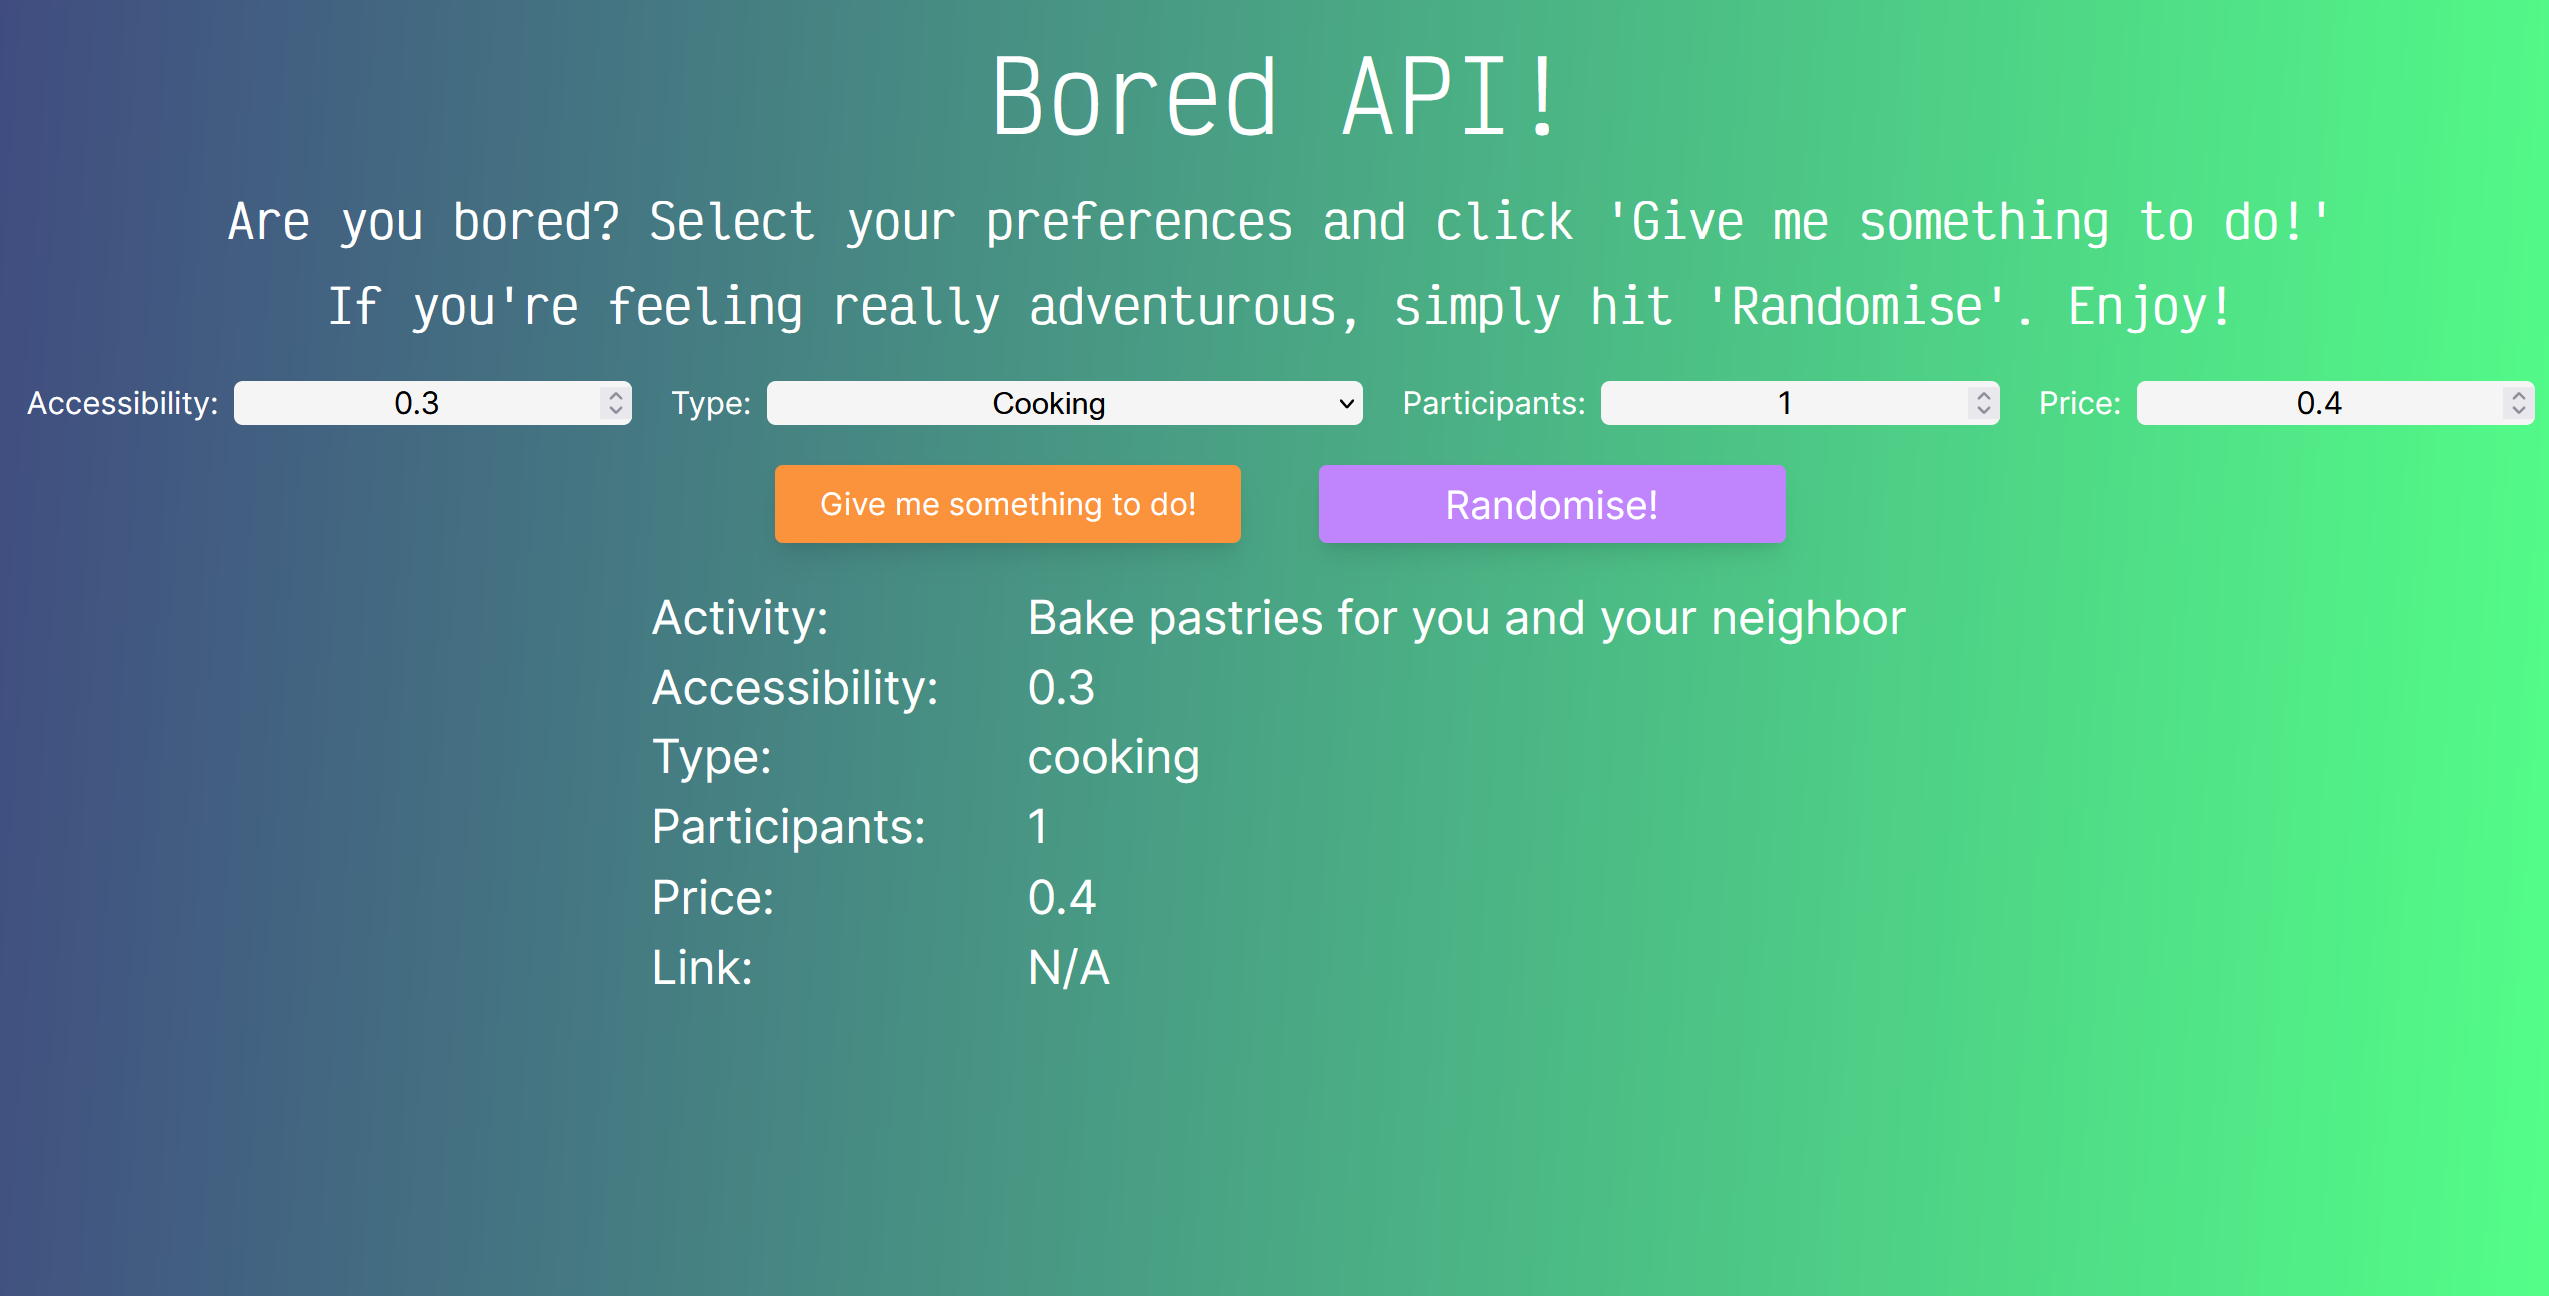 Bored API!
Are you bored? Select your preferences and click 'Give me something to do!'
If you're feeling really adventurous, simply hit 'Randomise'. Enjoy!
Accessibility: 0.3 Type: Cooking Participants: 1 Price: 0.4
Give me something to do! Randomise!
Activity: Bake pastries for you and your neighbor
Accessibility: 0.3
Type: cooking
Participants: 1
Price: 0.4
Link: N/A